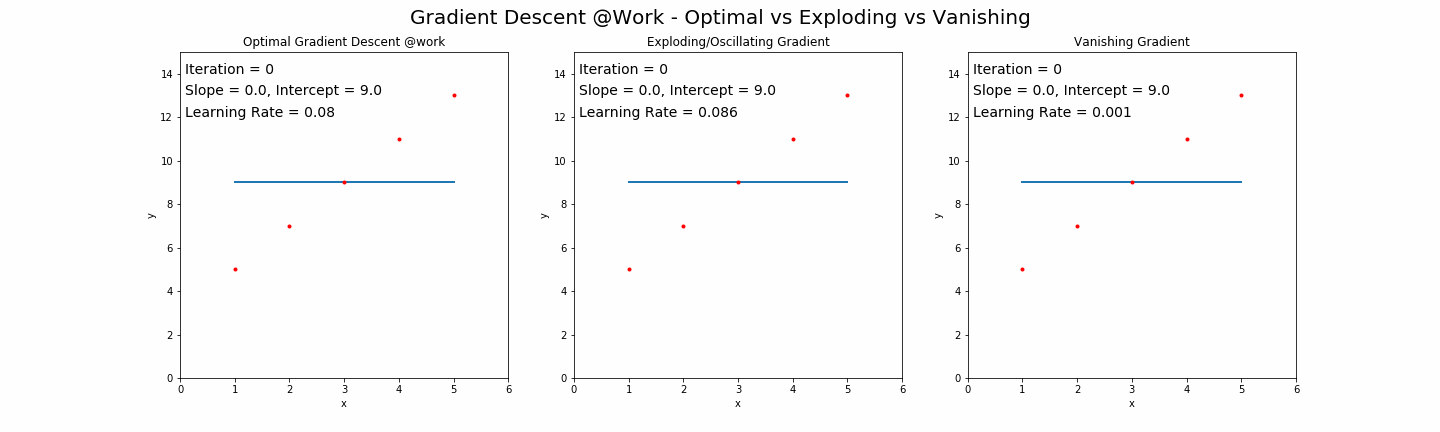 Gradient Descent @Work - Optimal vs Exploding vs Vanishing
Optimal Gradient Descent @work
Iteration = 0
Slope = 0.0, Intercept = 9.0
Learning Rate = 0.08
14
12
10
8
6
4
2
0
y
0 1 2 3 4 5 6
x
Exploding/Oscillating Gradient
Iteration = 0
Slope = 0.0, Intercept = 9.0
Learning Rate = 0.086
14
12
10
8
6
4
2
0
y
0 1 2 3 4 5 6
x
Vanishing Gradient
Iteration = 0
Slope = 0.0, Intercept = 9.0
Learning Rate = 0.001
14
12
10
8
6
4
2
0
y
0 1 2 3 4 5 6
x